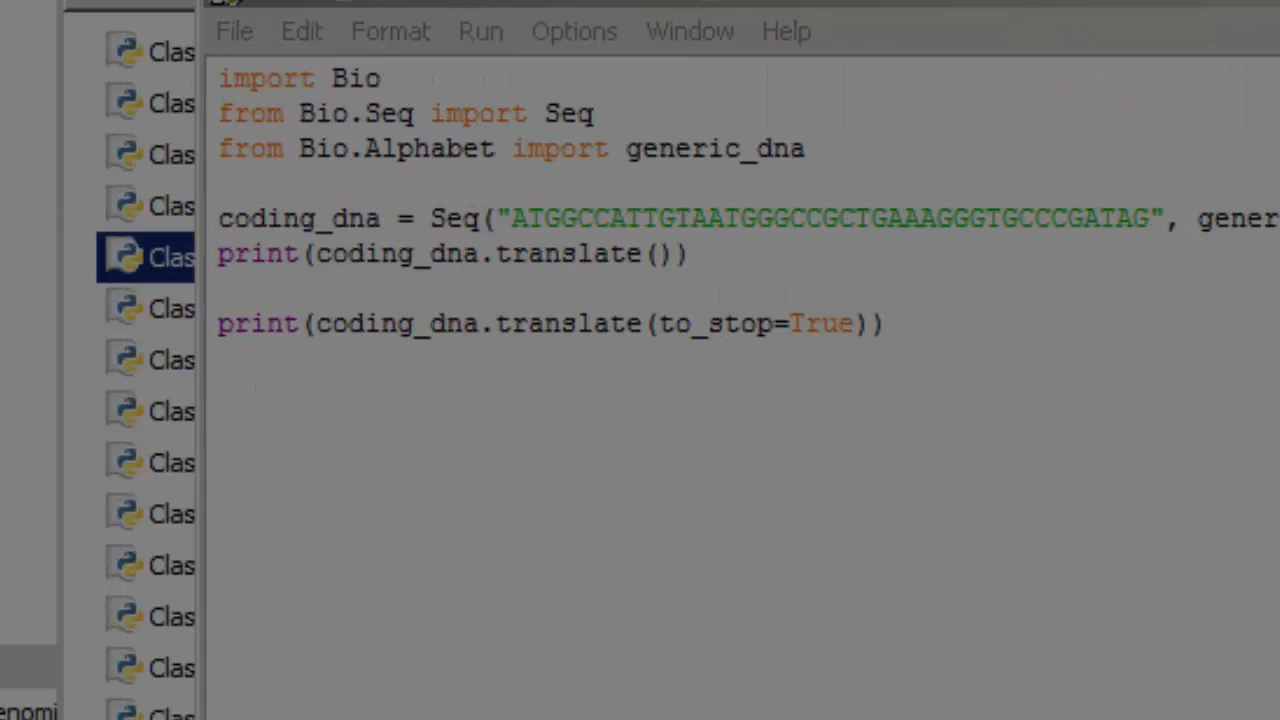 File Edit Format Run Options Window Help
import Bio
from Bio.Seq import Seq
from Bio.Alphabet import generic_dna
coding_dna = Seq("ATGGCCATTGTAATGGGCCGCTGAAAGGGTGCCCGATAG", gener
print(coding_dna.translate())
print(coding_dna.translate(to_stop=True))
Clas
Clas
Clas
Clas
Clas
Clas
Clas
Clas
Clas
Clas
Clas
Clas
Clas
Clas
enomi